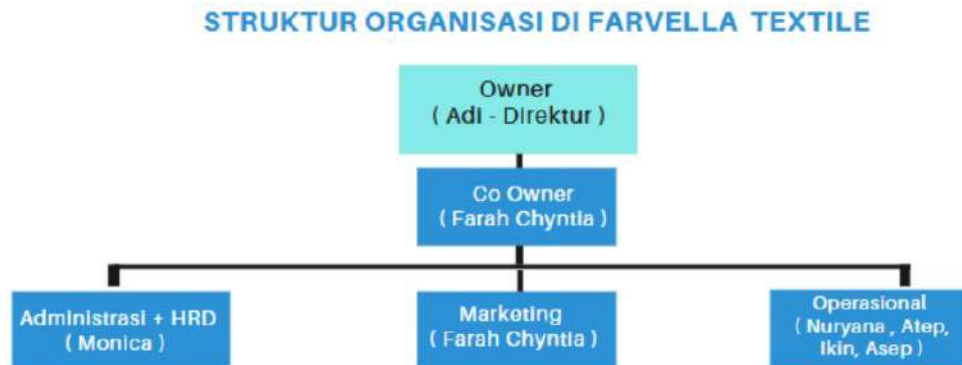 STRUKTUR ORGANISASI DI FARVELLA TEXTILE
Owner
( Adi - Direktur )
Co Owner
( Farah Chyntia )
Administrasi + HRD
( Monica )
Marketing
( Farah Chyntia )
Operasional
( Nuryana , Atep,
Ikin, Asep )